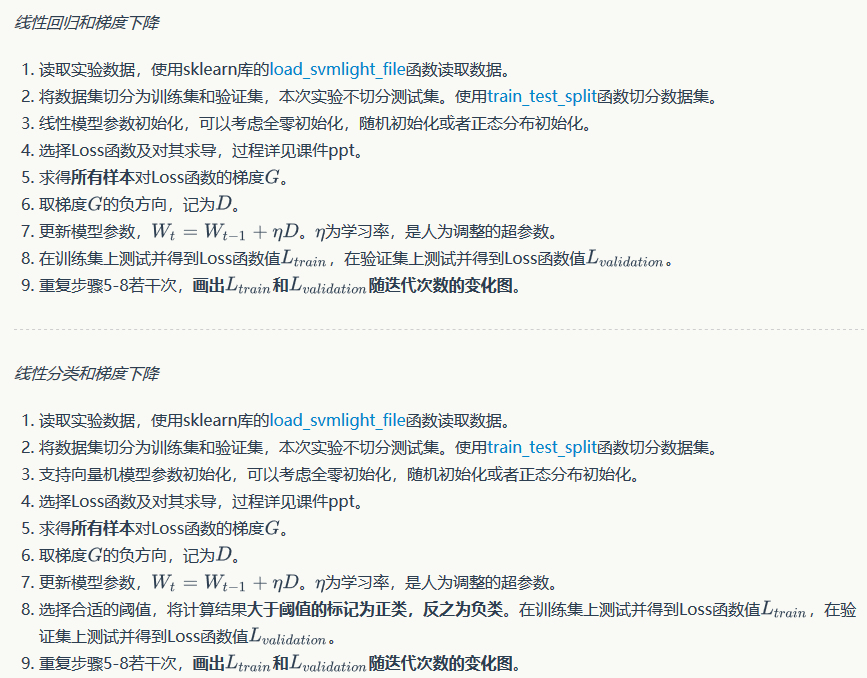 线性回归和梯度下降
1. 读取实验数据，使用sklearn库的load_svmlight_file函数读取数据。
2. 将数据集切分为训练集和验证集，本次实验不切分测试集。使用train_test_split函数切分数据集。
3. 线性模型参数初始化，可以考虑全零初始化，随机初始化或者正态分布初始化。
4. 选择Loss函数及对其求导，过程详见课件ppt。
5. 求得所有样本对Loss函数的梯度G。
6. 取梯度G的负方向，记为D。
7. 更新模型参数，W_t = W_{t−1} + ηD。η为学习率，是人为调整的超参数。
8. 在训练集上测试并得到Loss函数值L_{train}，在验证集上测试并得到Loss函数值L_{validation}。
9. 重复步骤5-8若干次，画出L_{train}和L_{validation}随迭代次数的变化图。
线性分类和梯度下降
1. 读取实验数据，使用sklearn库的load_svmlight_file函数读取数据。
2. 将数据集切分为训练集和验证集，本次实验不切分测试集。使用train_test_split函数切分数据集。
3. 支持向量机模型参数初始化，可以考虑全零初始化，随机初始化或者正态分布初始化。
4. 选择Loss函数及对其求导，过程详见课件ppt。
5. 求得所有样本对Loss函数的梯度G。
6. 取梯度G的负方向，记为D。
7. 更新模型参数，W_t = W_{t−1} + ηD。η为学习率，是人为调整的超参数。
8. 选择合适的阈值，将计算结果大于阈值的标记为正类，反之为负类。在训练集上测试并得到Loss函数值L_{train}，在验
证集上测试并得到Loss函数值L_{validation}。
9. 重复步骤5-8若干次，画出L_{train}和L_{validation}随迭代次数的变化图。